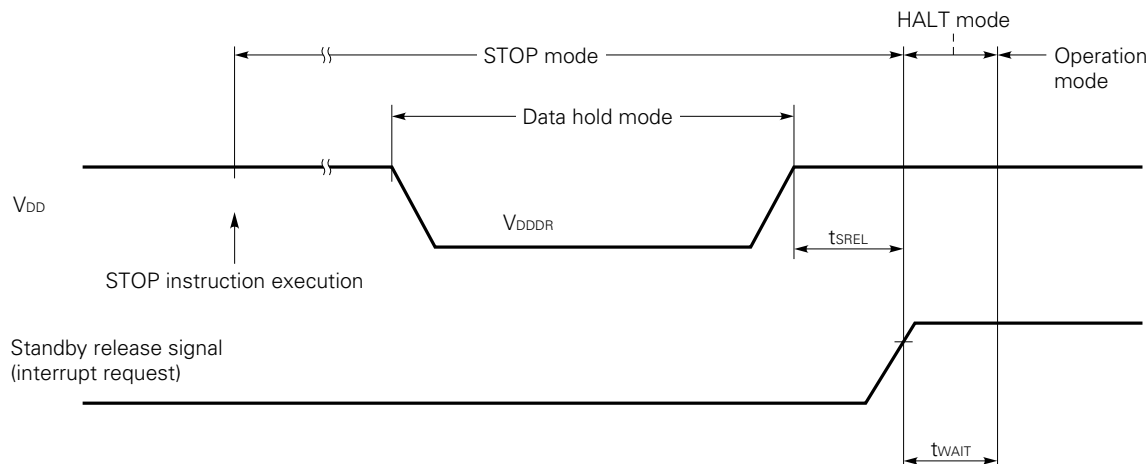 HALT mode
STOP mode
Operation
mode
Data hold mode
VDD
VDDDR
tSREL
STOP instruction execution
Standby release signal
(interrupt request)
tWAIT